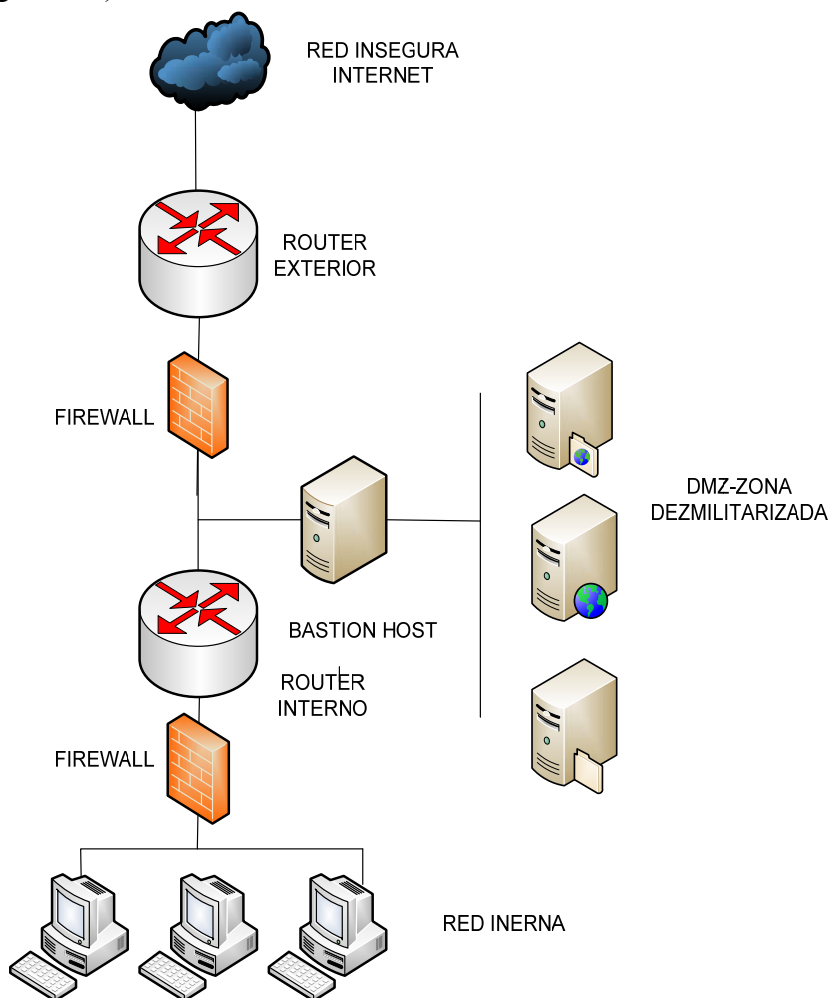 RED INSEGURA
INTERNET
ROUTER
EXTERIOR
FIREWALL
DMZ-ZONA
DEZMILITARIZADA
BASTION HOST
ROUTER
INTERNO
FIREWALL
RED INERNA